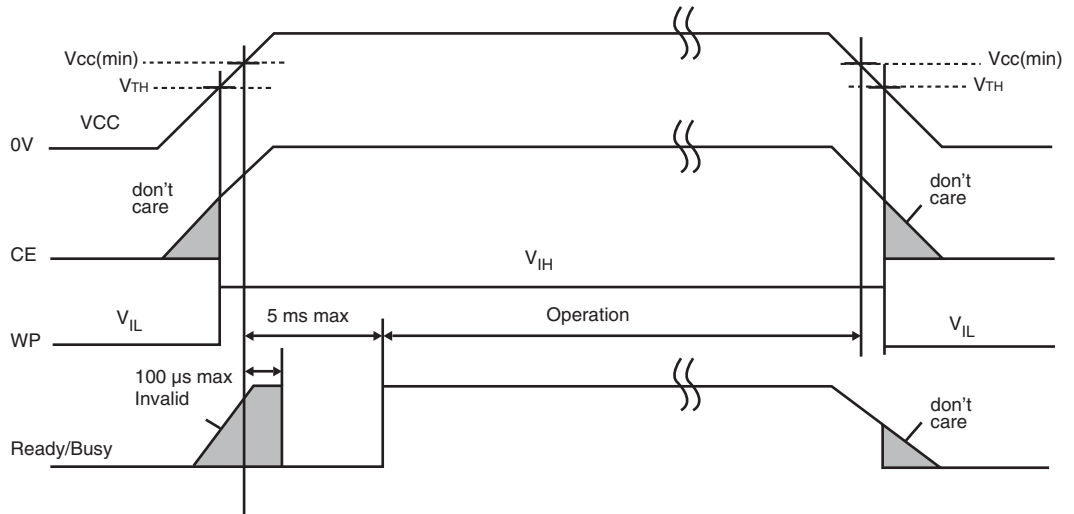 Vcc(min)
VTH
VCC
0V
Vcc(min)
VTH
don't
care
CE
don't
care
VIH
VIL
WP
5 ms max
Operation
VIL
100 µs max
Invalid
Ready/Busy
don't
care